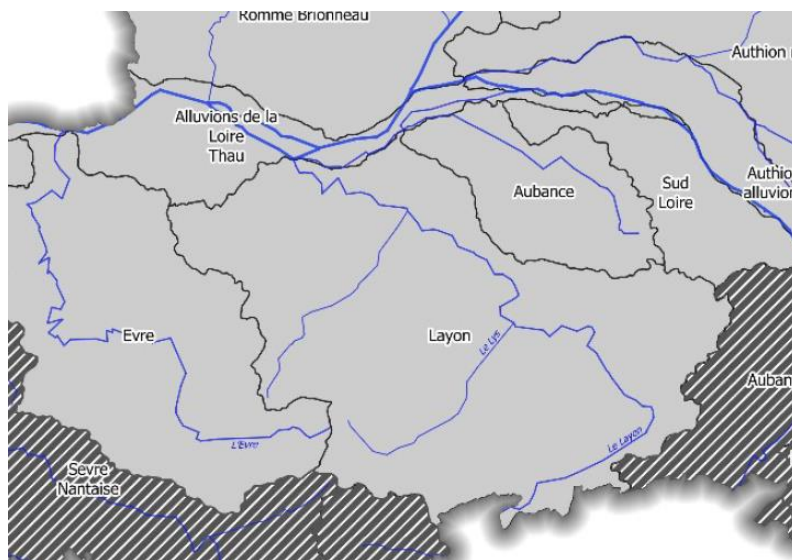 Romme Brionneau
Authion
Alluvions de la
Loire
Thau
Aubance
Sud
Loire
Authio
alluvion
Evre
Layon
Le Lys
Auban
L'Evre
Le Layon
Sevre
Nantaise